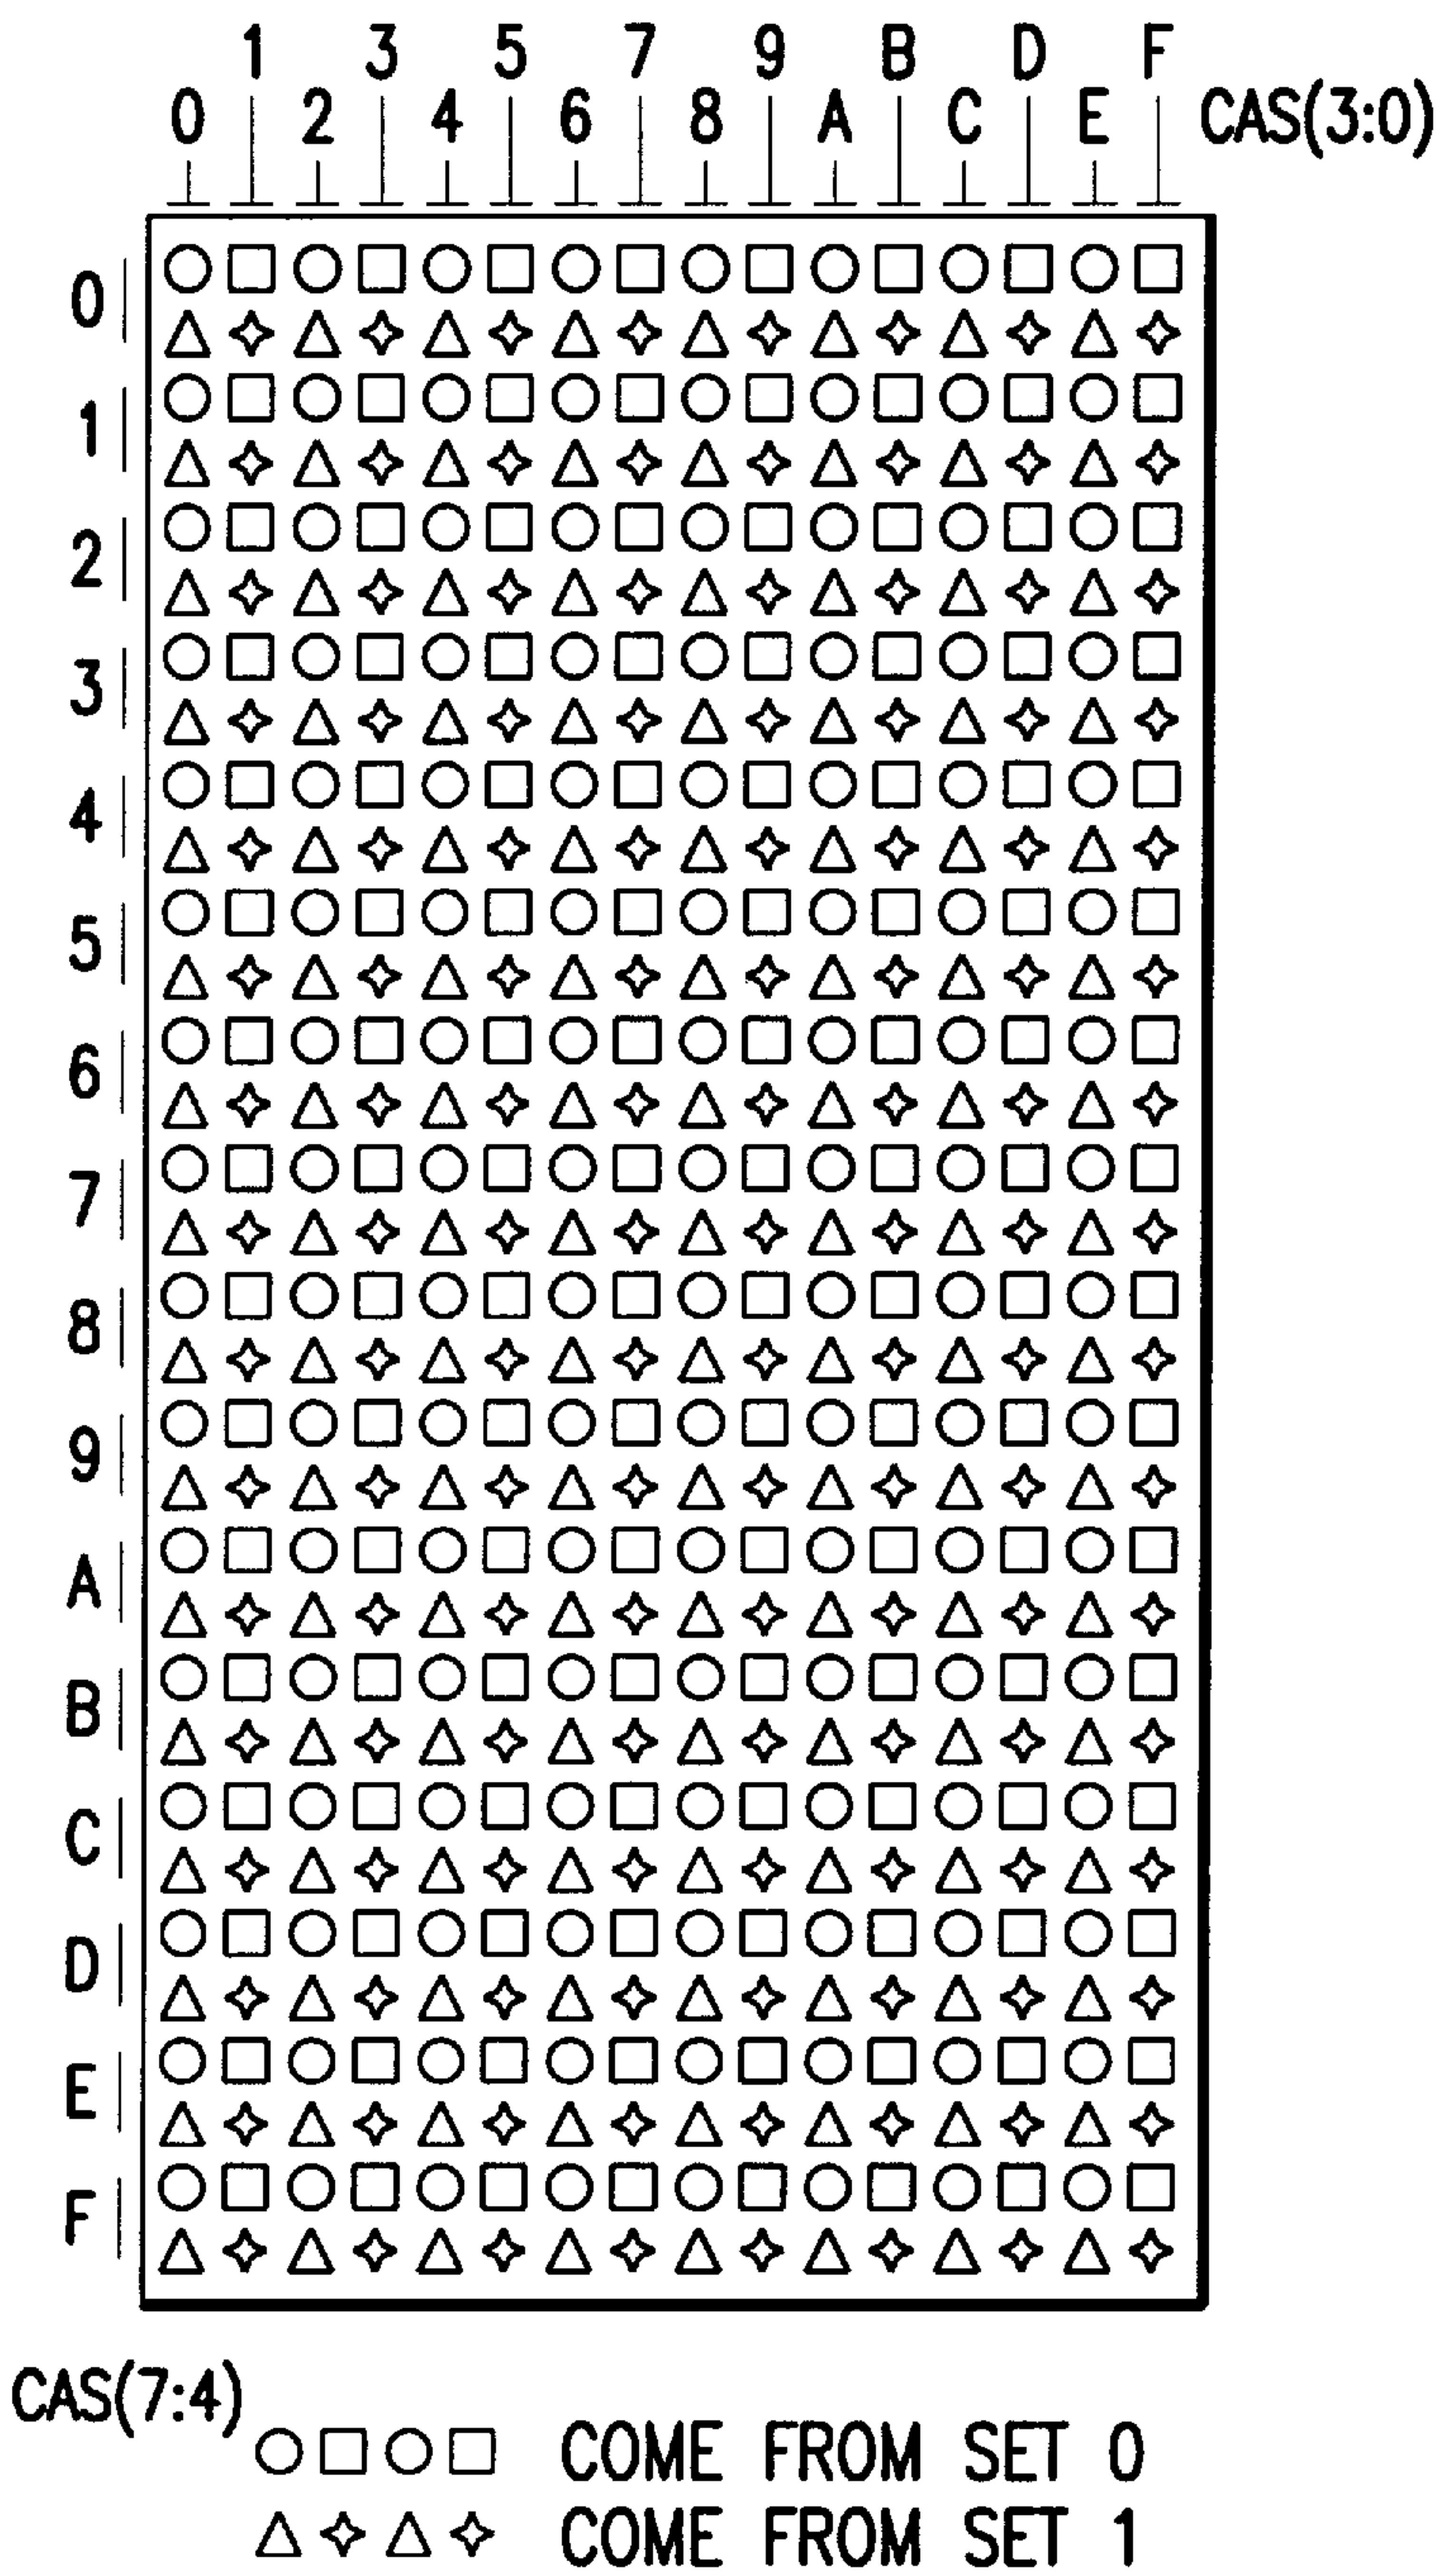 1 3 5 7 9 B D F
0 2 4 6 8 A C E CAS(3:0)
0
1
2
3
4
5
6
7
8
9
A
B
C
D
E
F
CAS(7:4)
COME FROM SET 0
COME FROM SET 1